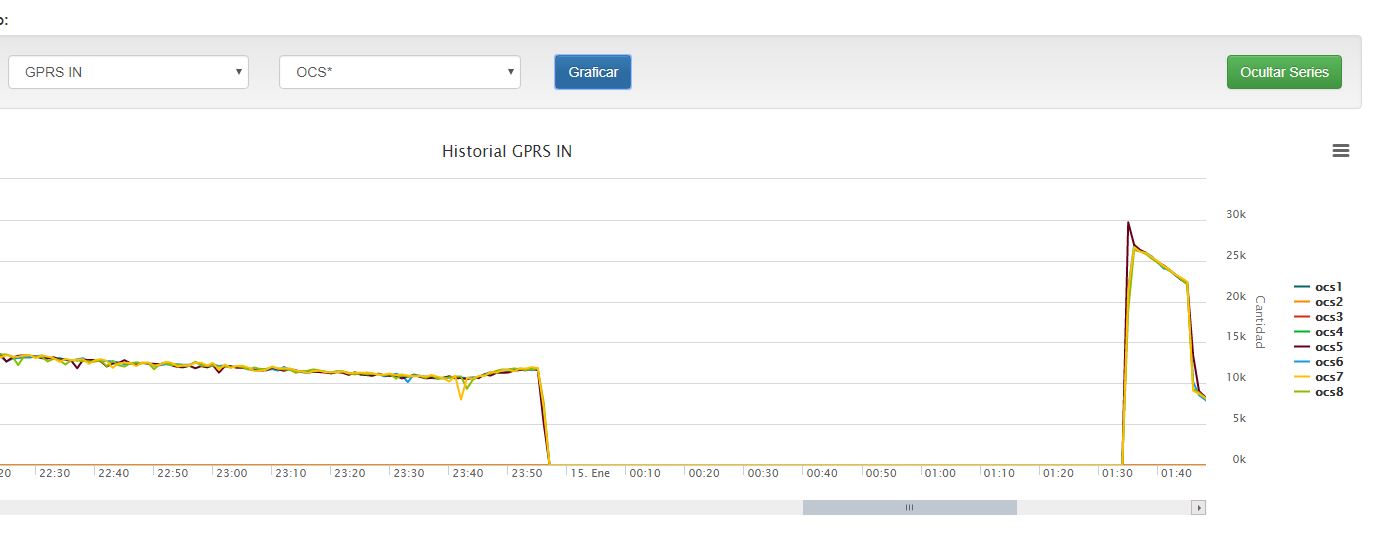 o:
GPRS IN
OCS*
Graficar
Ocultar Series
Historial GPRS IN
30k
25k
20k
15k
10k
5k
0k
Cantidad
ocs1
ocs2
ocs3
ocs4
ocs5
ocs6
ocs7
ocs8
20 22:30 22:40 22:50 23:00 23:10 23:20 23:30 23:40 23:50 15. Ene 00:10 00:20 00:30 00:40 00:50 01:00 01:10 01:20 01:30 01:40